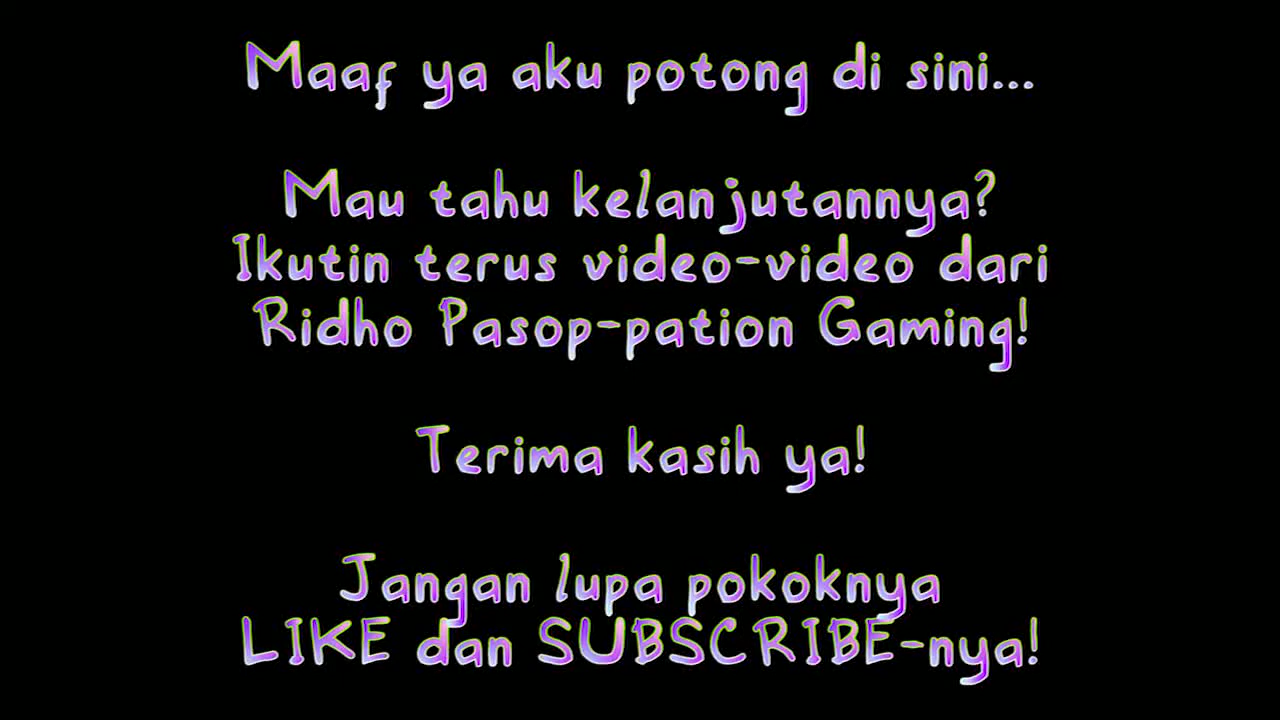 Maaf ya aku potong di sini...
Mau tahu kelanjutannya?
Ikutin terus video-video dari
Ridho Pasop-pation Gaming!
Terima kasih ya!
Jangan lupa pokoknya
LIKE dan SUBSCRIBE-nya!